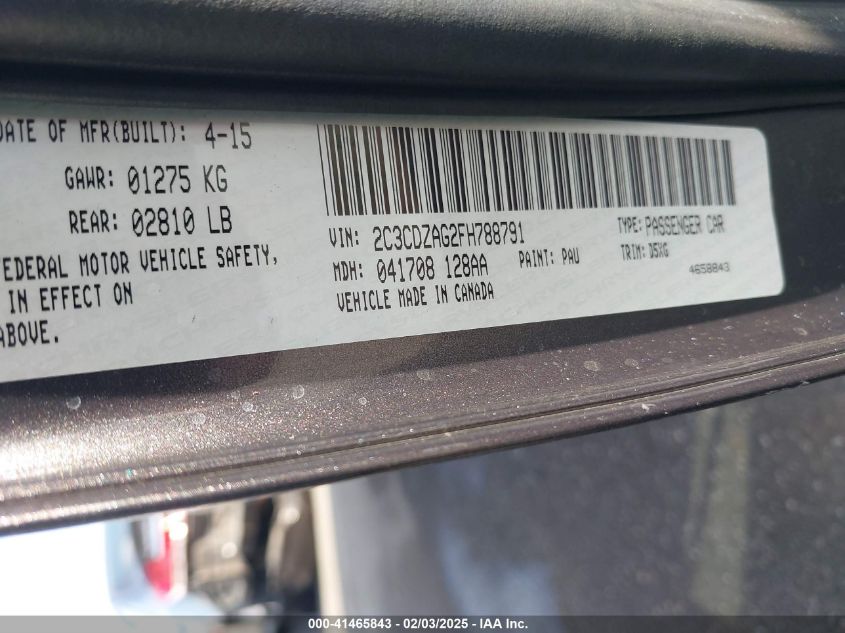 DATE OF MFR(BUILT): 4-15
GAWR: 01275 KG
REAR: 02810 LB
FEDERAL MOTOR VEHICLE SAFETY,
IN EFFECT ON
ABOVE.
VIN: 2C3CDZAG2FH788791 TYPE: PASSENGER CAR
MDH: 041708 128AA PAINT: PAU TRIM: D5XG
VEHICLE MADE IN CANADA 4658843
000-41465843 / 02/03/2025 - IAA Inc.